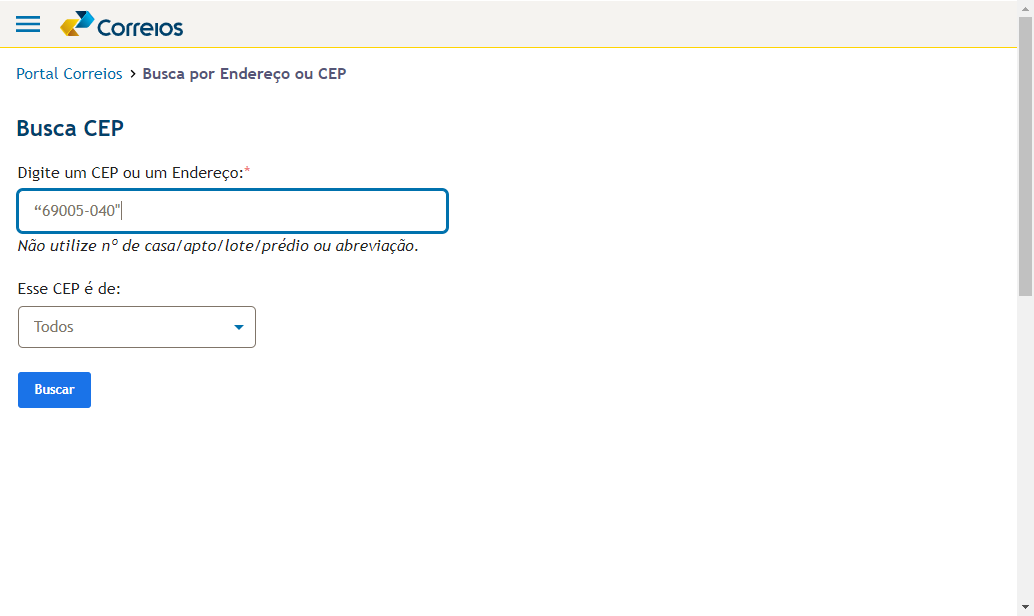 Correios
Portal Correios › Busca por Endereço ou CEP
Busca CEP
Digite um CEP ou um Endereço:*
“69005-040"
Não utilize nº de casa/apto/lote/prédio ou abreviação.
Esse CEP é de:
Todos
Buscar